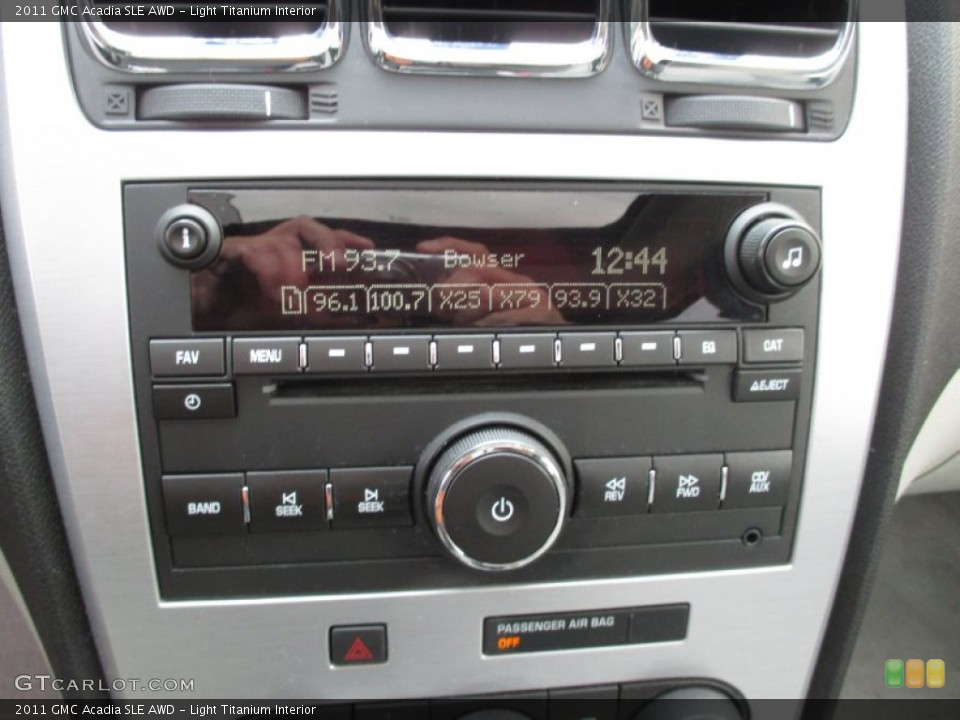 2011 GMC Acadia SLE AWD - Light Titanium Interior
i
FM 93.7 Bowser 12:44
1 96.1 100.7 X25 X79 93.9 X32
FAV MENU EQ CAT
EJECT
BAND SEEK SEEK REV FWD CD/AUX
PASSENGER AIR BAG
OFF
GTCARLOT.COM
2011 GMC Acadia SLE AWD - Light Titanium Interior